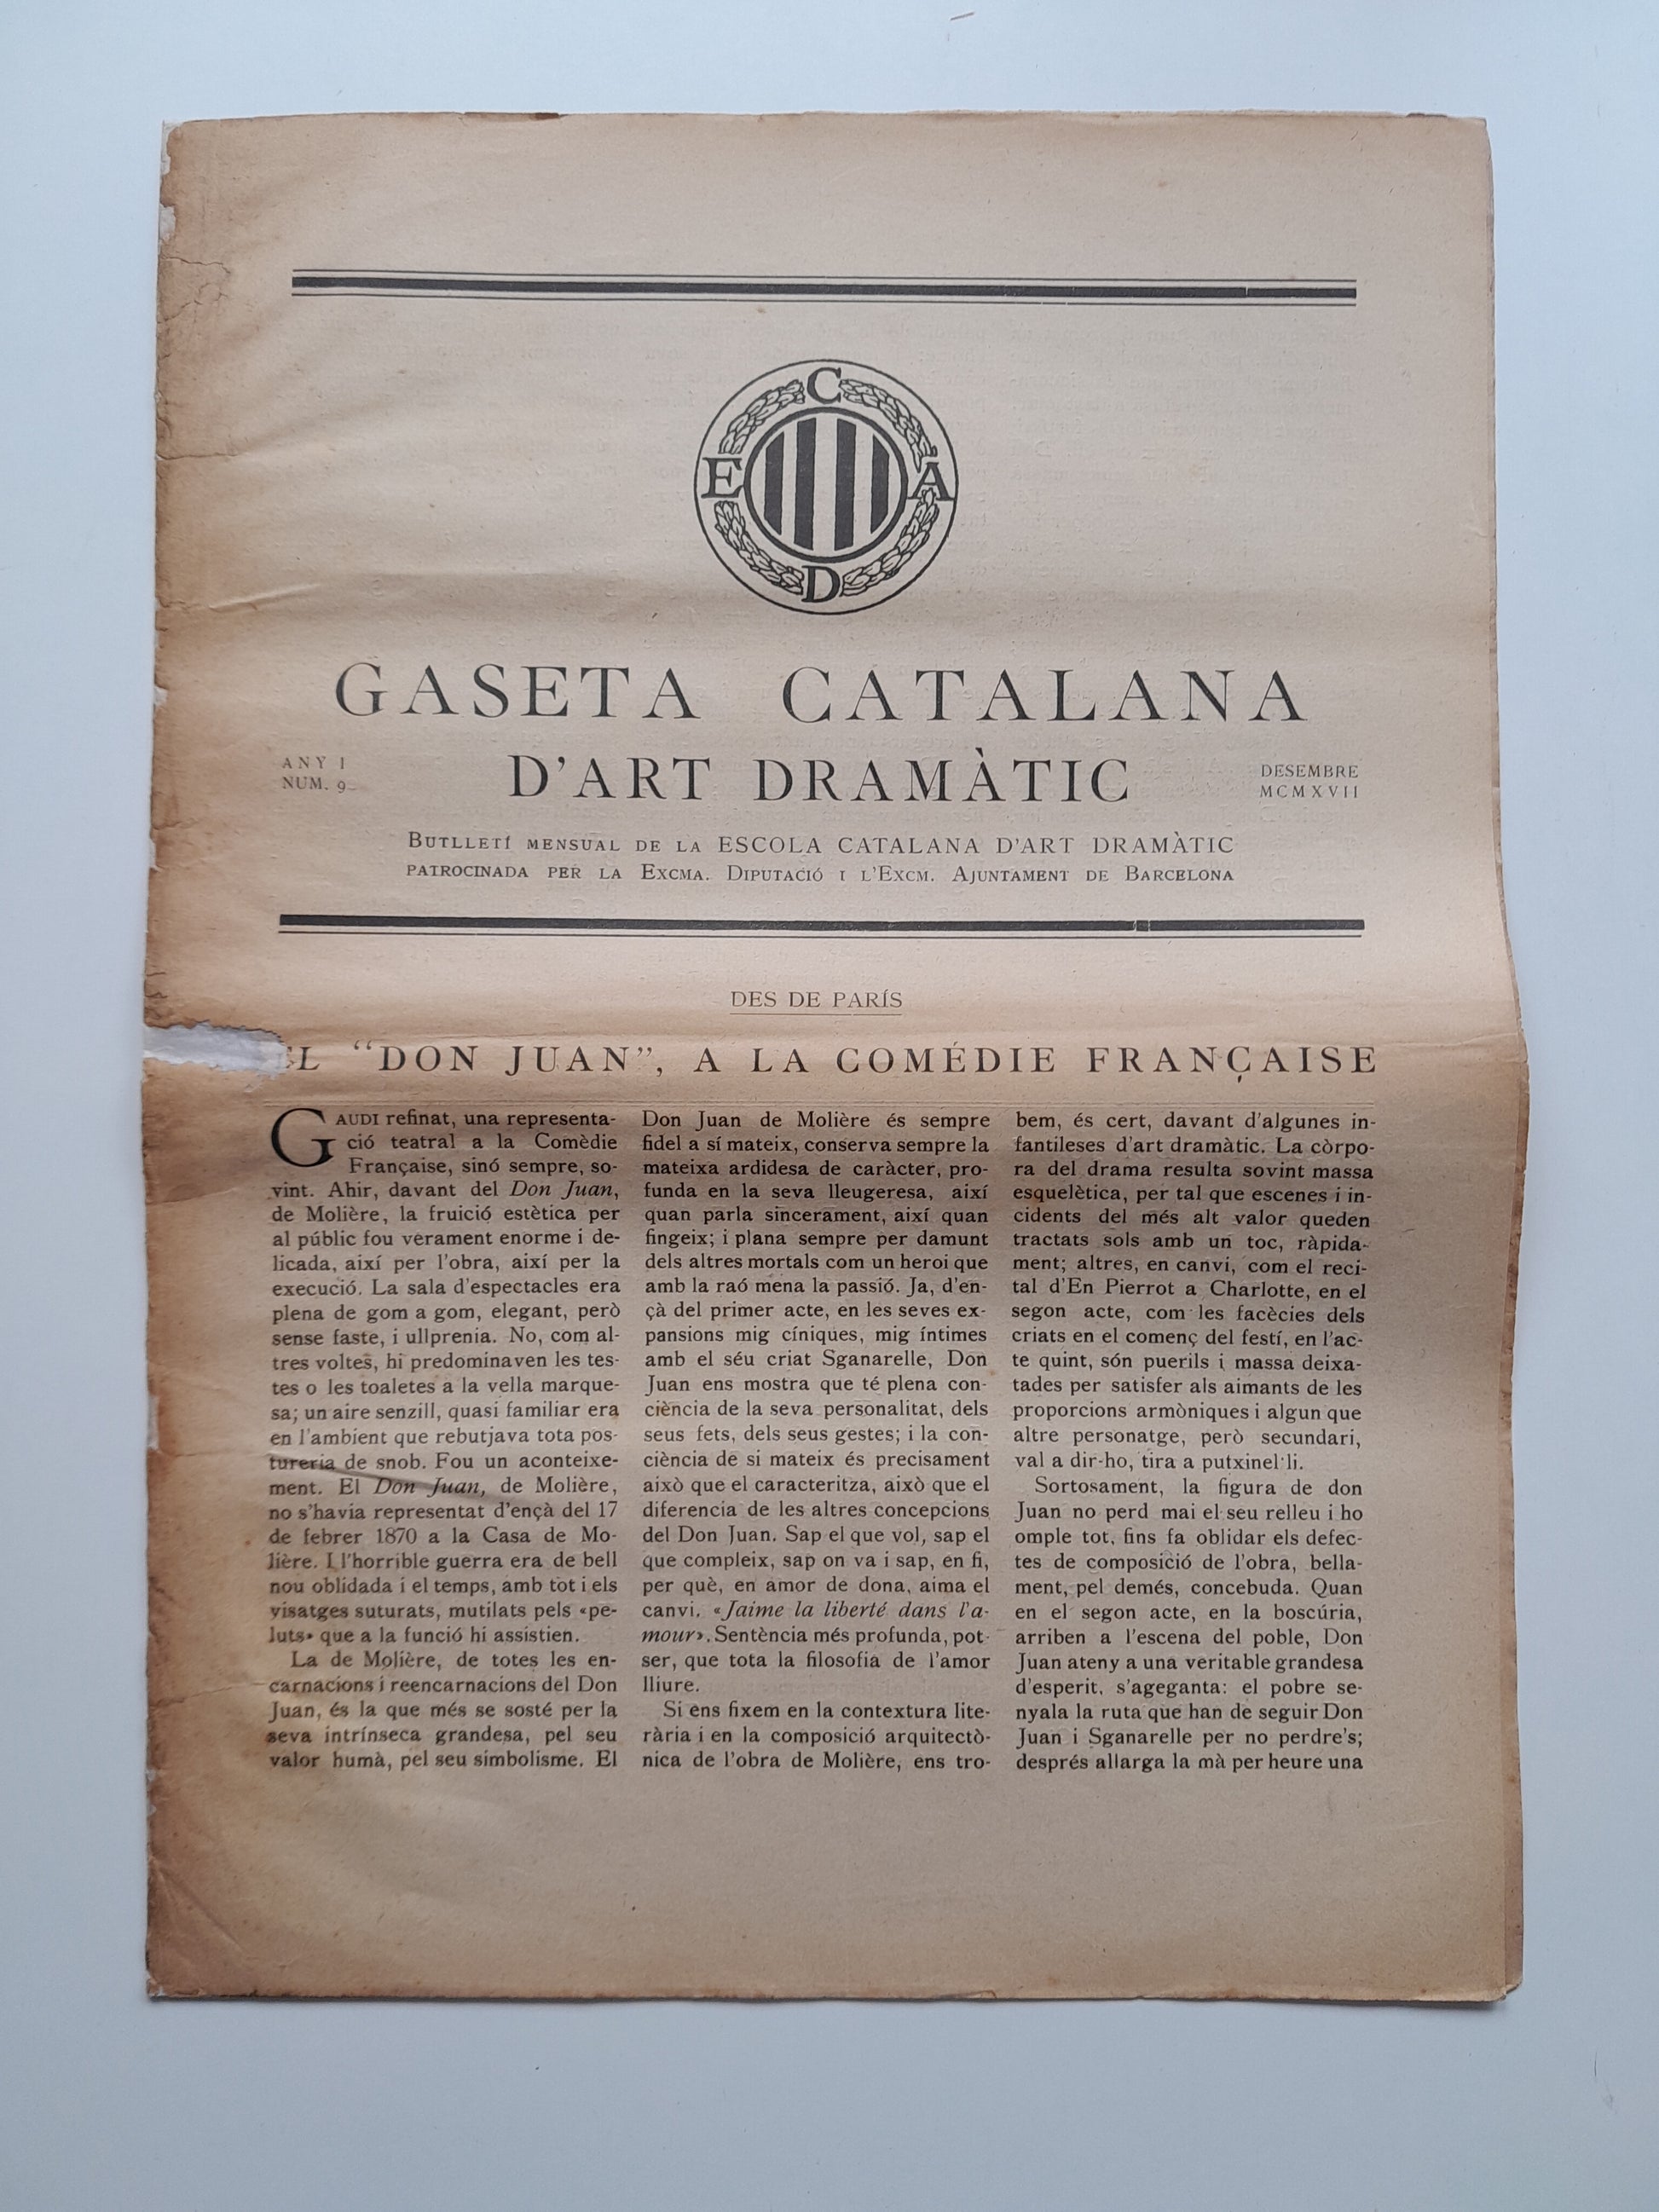 C
E A
D
GASETA CATALANA
ANY I
NUM. 9
D'ART DRAMÀTIC
DESEMBRE
MCMXVII
BUTLLETÍ MENSUAL DE LA ESCOLA CATALANA D'ART DRAMÀTIC
PATROCINADA PER LA EXCMA. DIPUTACIÓ I L'EXCM. AJUNTAMENT DE BARCELONA
DES DE PARÍS
EL “DON JUAN”, A LA COMÉDIE FRANÇAISE
GAUDI refinat, una representa-
ció teatral a la Comèdie
Française, sinó sempre, so-
vint. Ahir, davant del Don Juan,
de Molière, la fruició estètica per
al públic fou verament enorme i de-
licada, així per l'obra, així per la
execució. La sala d'espectacles era
plena de gom a gom, elegant, però
sense faste, i ullprenia. No, com al-
tres voltes, hi predominaven les tes-
tes o les toaletes a la vella marque-
sa; un aire senzill, quasi familiar era
en l'ambient que rebutjava tota pos-
tureria de snob. Fou un aconteixe-
ment. El Don Juan, de Molière,
no s'havia representat d'ençà del 17
de febrer 1870 a la Casa de Mo-
lière. I l'horrible guerra era de bell
nou oblidada i el temps, amb tot i els
visatges suturats, mutilats pels «pe-
luts» que a la funció hi assistien.
La de Molière, de totes les en-
carnacions i reencarnacions del Don
Juan, és la que més se sosté per la
seva intrínseca grandesa, pel seu
valor humà, pel seu simbolisme. El
Don Juan de Molière és sempre
fidel a sí mateix, conserva sempre la
mateixa ardidesa de caràcter, pro-
funda en la seva lleugeresa, així
quan parla sincerament, així quan
fingeix; i plana sempre per damunt
dels altres mortals com un heroi que
amb la raó mena la passió. Ja, d'en-
çà del primer acte, en les seves ex-
pansions mig cíniques, mig íntimes
amb el séu criat Sganarelle, Don
Juan ens mostra que té plena con-
ciència de la seva personalitat, dels
seus fets, dels seus gestes; i la con-
ciència de si mateix és precisament
això que el caracteritza, això que el
diferencia de les altres concepcions
del Don Juan. Sap el que vol, sap el
que compleix, sap on va i sap, en fi,
per què, en amor de dona, aima el
canvi. «Jaime la liberté dans l'a-
mour». Sentència més profunda, pot-
ser, que tota la filosofia de l'amor
lliure.
Si ens fixem en la contextura lite-
rària i en la composició arquitectò-
nica de l'obra de Molière, ens tro-
bem, és cert, davant d'algunes in-
fantileses d'art dramàtic. La còrpo-
ra del drama resulta sovint massa
esquelètica, per tal que escenes i in-
cidents del més alt valor queden
tractats sols amb un toc, ràpida-
ment; altres, en canvi, com el reci-
tal d'En Pierrot a Charlotte, en el
segon acte, com les facècies dels
criats en el començ del festí, en l'ac-
te quint, són puerils i massa deixa-
tades per satisfer als aimants de les
proporcions armòniques i algun que
altre personatge, però secundari,
val a dir-ho, tira a putxinel·li.
Sortosament, la figura de don
Juan no perd mai el seu relleu i ho
omple tot, fins fa oblidar els defec-
tes de composició de l'obra, bella-
ment, pel demés, concebuda. Quan
en el segon acte, en la boscúria,
arriben a l'escena del poble, Don
Juan ateny a una veritable grandesa
d'esperit, s'ageganta: el pobre se-
nyala la ruta que han de seguir Don
Juan i Sganarelle per no perdre's;
després allarga la mà per heure una